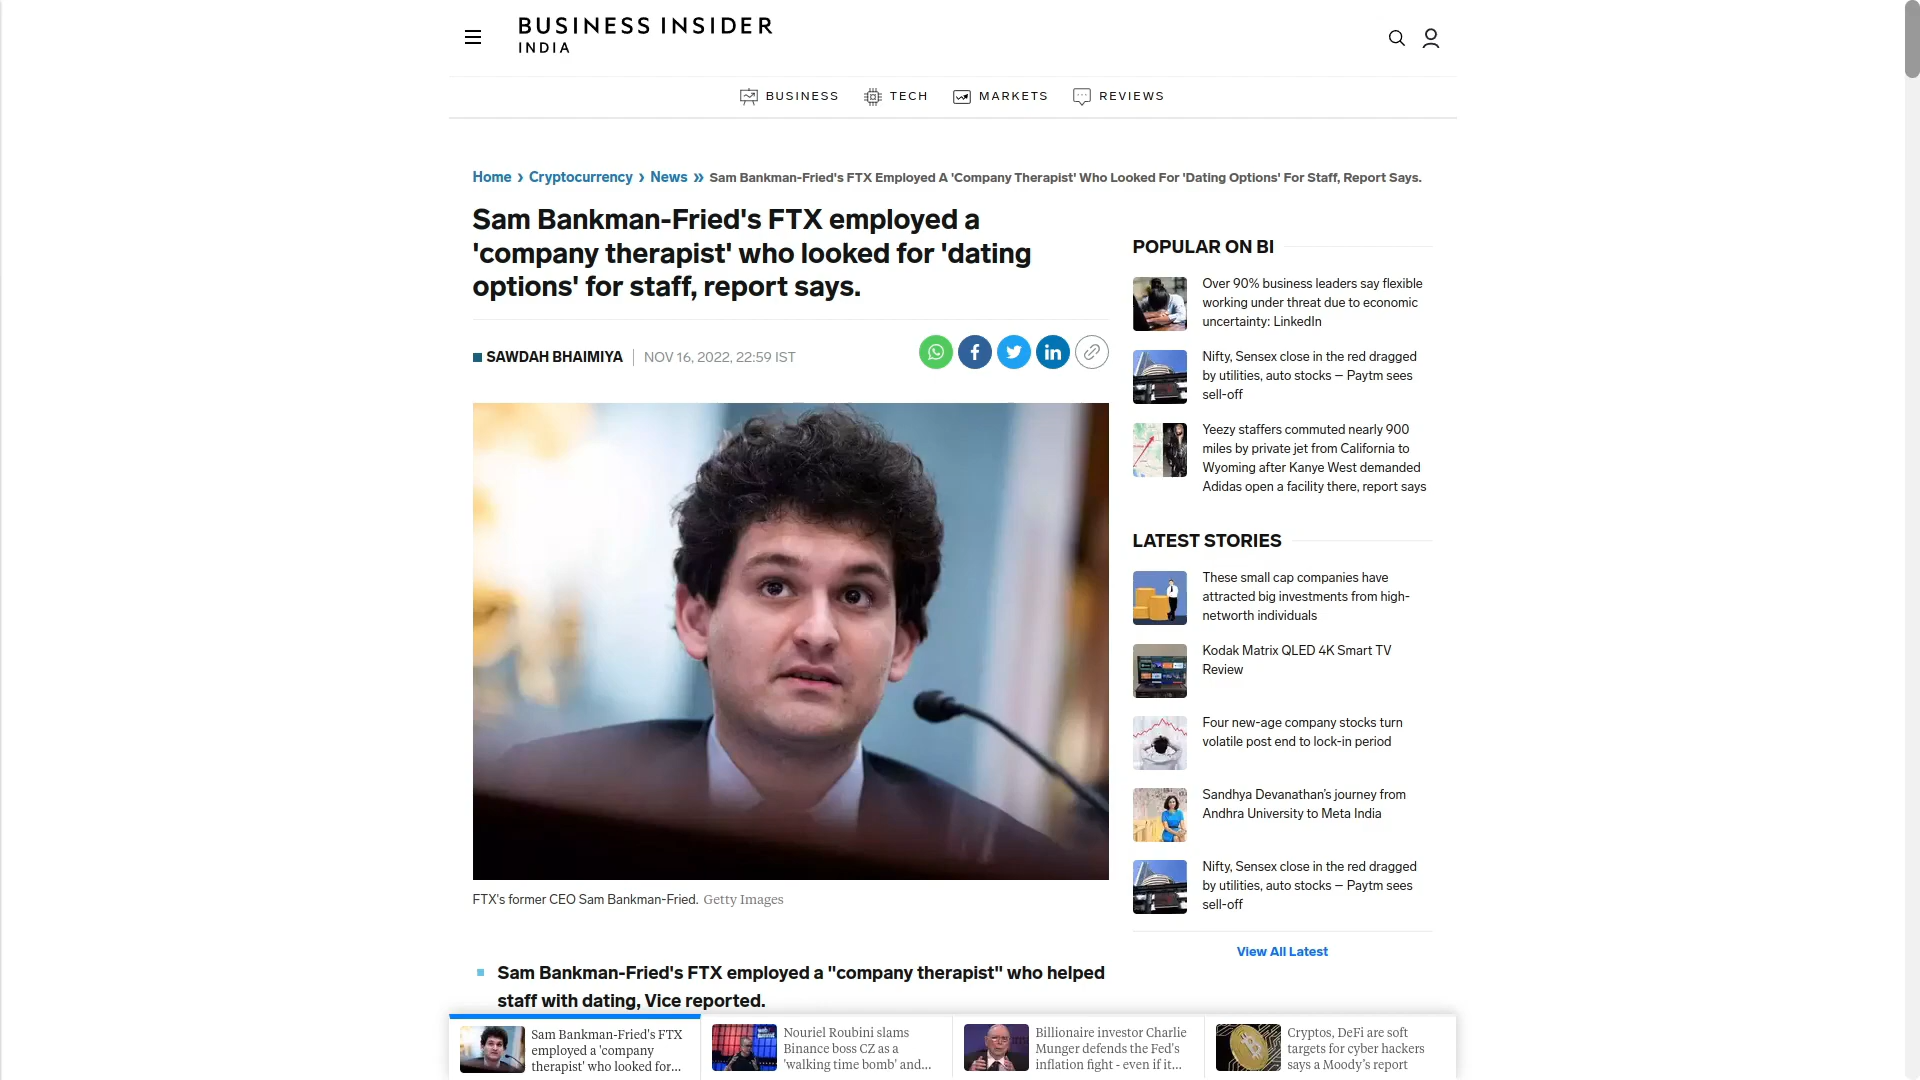 BUSINESS INSIDER
INDIA
BUSINESS
TECH
MARKETS
REVIEWS
Home › Cryptocurrency › News » Sam Bankman-Fried's FTX Employed A 'Company Therapist' Who Looked For 'Dating Options' For Staff, Report Says.
Sam Bankman-Fried's FTX employed a
'company therapist' who looked for 'dating
options' for staff, report says.
SAWDAH BHAIMIYA | NOV 16, 2022, 22:59 IST
FTX's former CEO Sam Bankman-Fried. Getty Images
Sam Bankman-Fried's FTX employed a "company therapist" who helped
staff with dating, Vice reported.
POPULAR ON BI
Over 90% business leaders say flexible
working under threat due to economic
uncertainty: LinkedIn
Nifty, Sensex close in the red dragged
by utilities, auto stocks – Paytm sees
sell-off
Yeezy staffers commuted nearly 900
miles by private jet from California to
Wyoming after Kanye West demanded
Adidas open a facility there, report says
LATEST STORIES
These small cap companies have
attracted big investments from high-
networth individuals
Kodak Matrix QLED 4K Smart TV
Review
Four new-age company stocks turn
volatile post end to lock-in period
Sandhya Devanathan's journey from
Andhra University to Meta India
Nifty, Sensex close in the red dragged
by utilities, auto stocks – Paytm sees
sell-off
View All Latest
Sam Bankman-Fried's FTX
employed a 'company
therapist' who looked for...
Nouriel Roubini slams
Binance boss CZ as a
'walking time bomb' and...
Billionaire investor Charlie
Munger defends the Fed's
inflation fight - even if it...
Cryptos, DeFi are soft
targets for cyber hackers
says a Moody's report